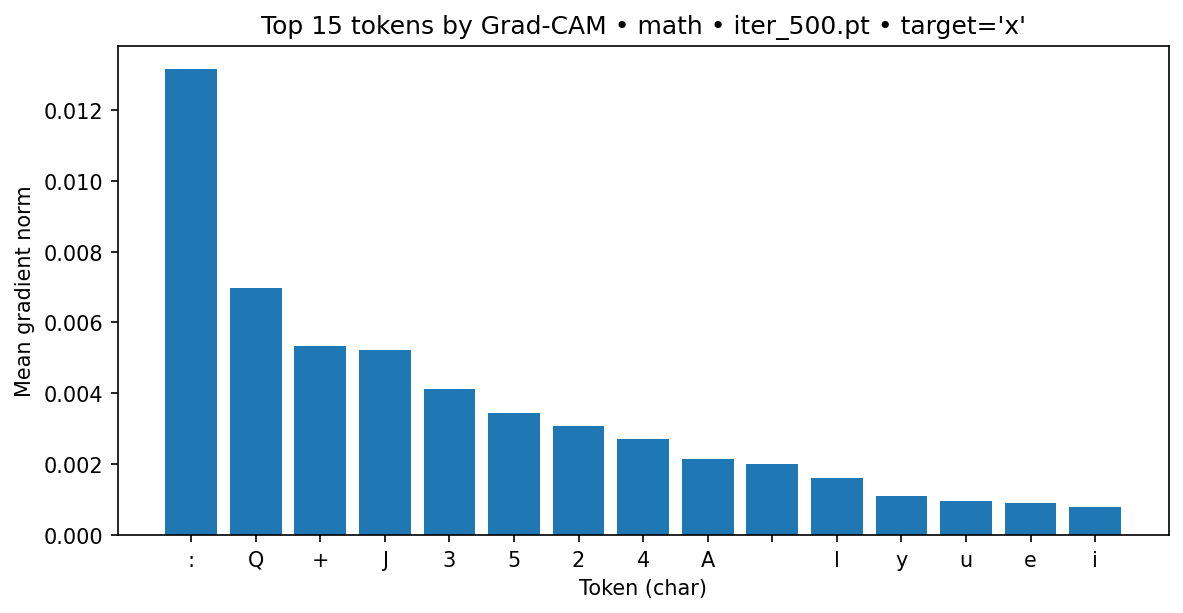 Top 15 tokens by Grad-CAM • math • iter_500.pt • target='x'
Mean gradient norm
0.012
0.010
0.008
0.006
0.004
0.002
0.000
: Q + J 3 5 2 4 A l y u e i
Token (char)